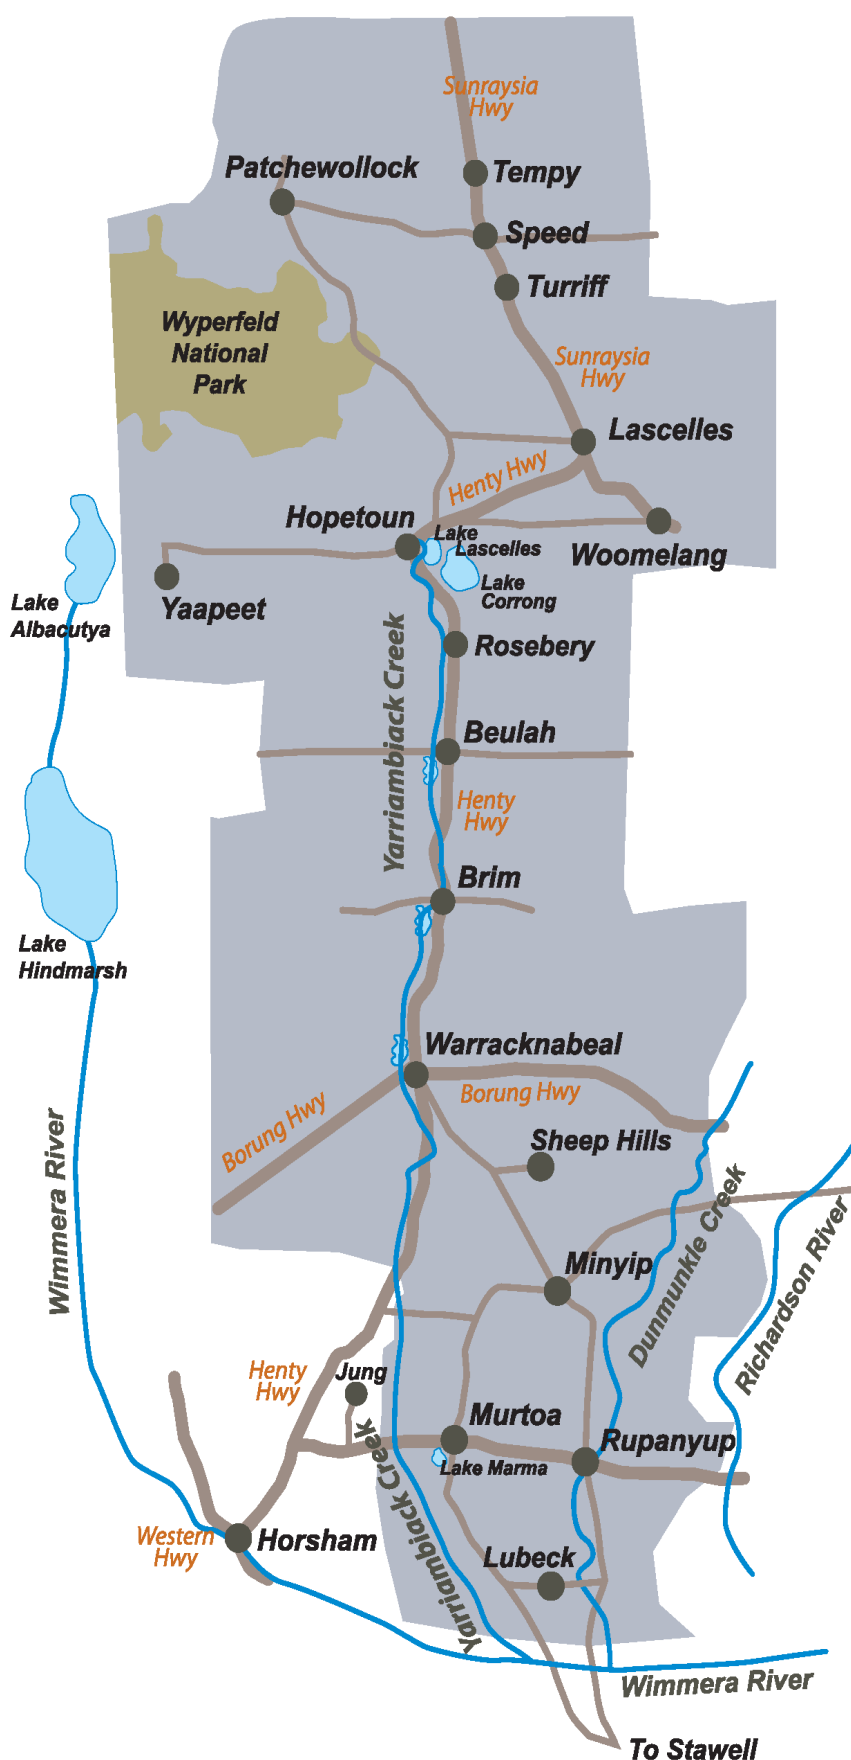 Sunraysia
Hwy
Patchewollock
Tempy
Speed
Turriff
Wyperfeld
National
Park
Sunraysia
Hwy
Lascelles
Henty Hwy
Hopetoun
Lake
Lascelles
Woomelang
Lake
Corrong
Yaapeet
Lake
Albacutya
Rosebery
Yarriambiack Creek
Beulah
Henty
Hwy
Brim
Lake
Hindmarsh
Warracknabeal
Borung Hwy
Borung Hwy
Sheep Hills
Wimmera River
Dunmunkle Creek
Richardson River
Minyip
Henty
Hwy
Jung
Murtoa
Rupanyup
Lake Marma
Yarriambiack Creek
Western
Hwy
Horsham
Lubeck
Wimmera River
To Stawell